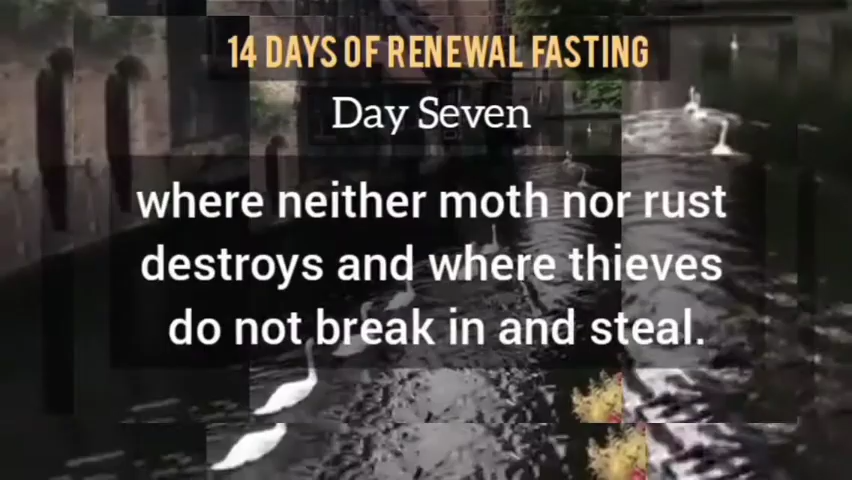 14 DAYS OF RENEWAL FASTING
Day Seven
where neither moth nor rust
destroys and where thieves
do not break in and steal.